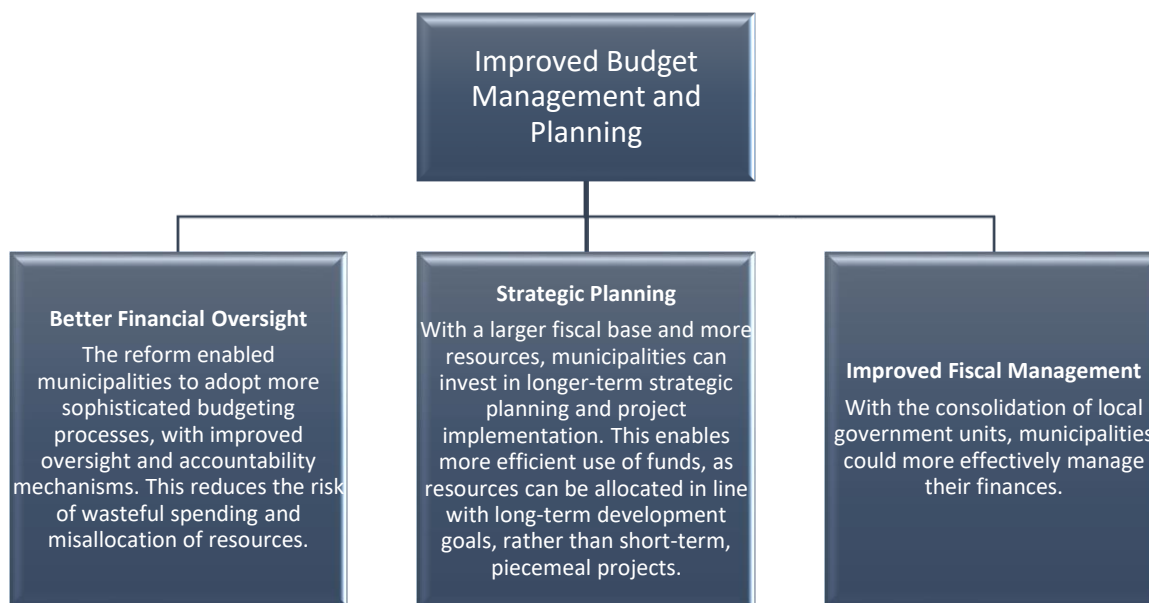 Improved Budget
Management and
Planning
Better Financial Oversight
The reform enabled
municipalities to adopt more
sophisticated budgeting
processes, with improved
oversight and accountability
mechanisms. This reduces the risk
of wasteful spending and
misallocation of resources.
Strategic Planning
With a larger fiscal base and more
resources, municipalities can
invest in longer-term strategic
planning and project
implementation. This enables
more efficient use of funds, as
resources can be allocated in line
with long-term development
goals, rather than short-term,
piecemeal projects.
Improved Fiscal Management
With the consolidation of local
government units, municipalities
could more effectively manage
their finances.